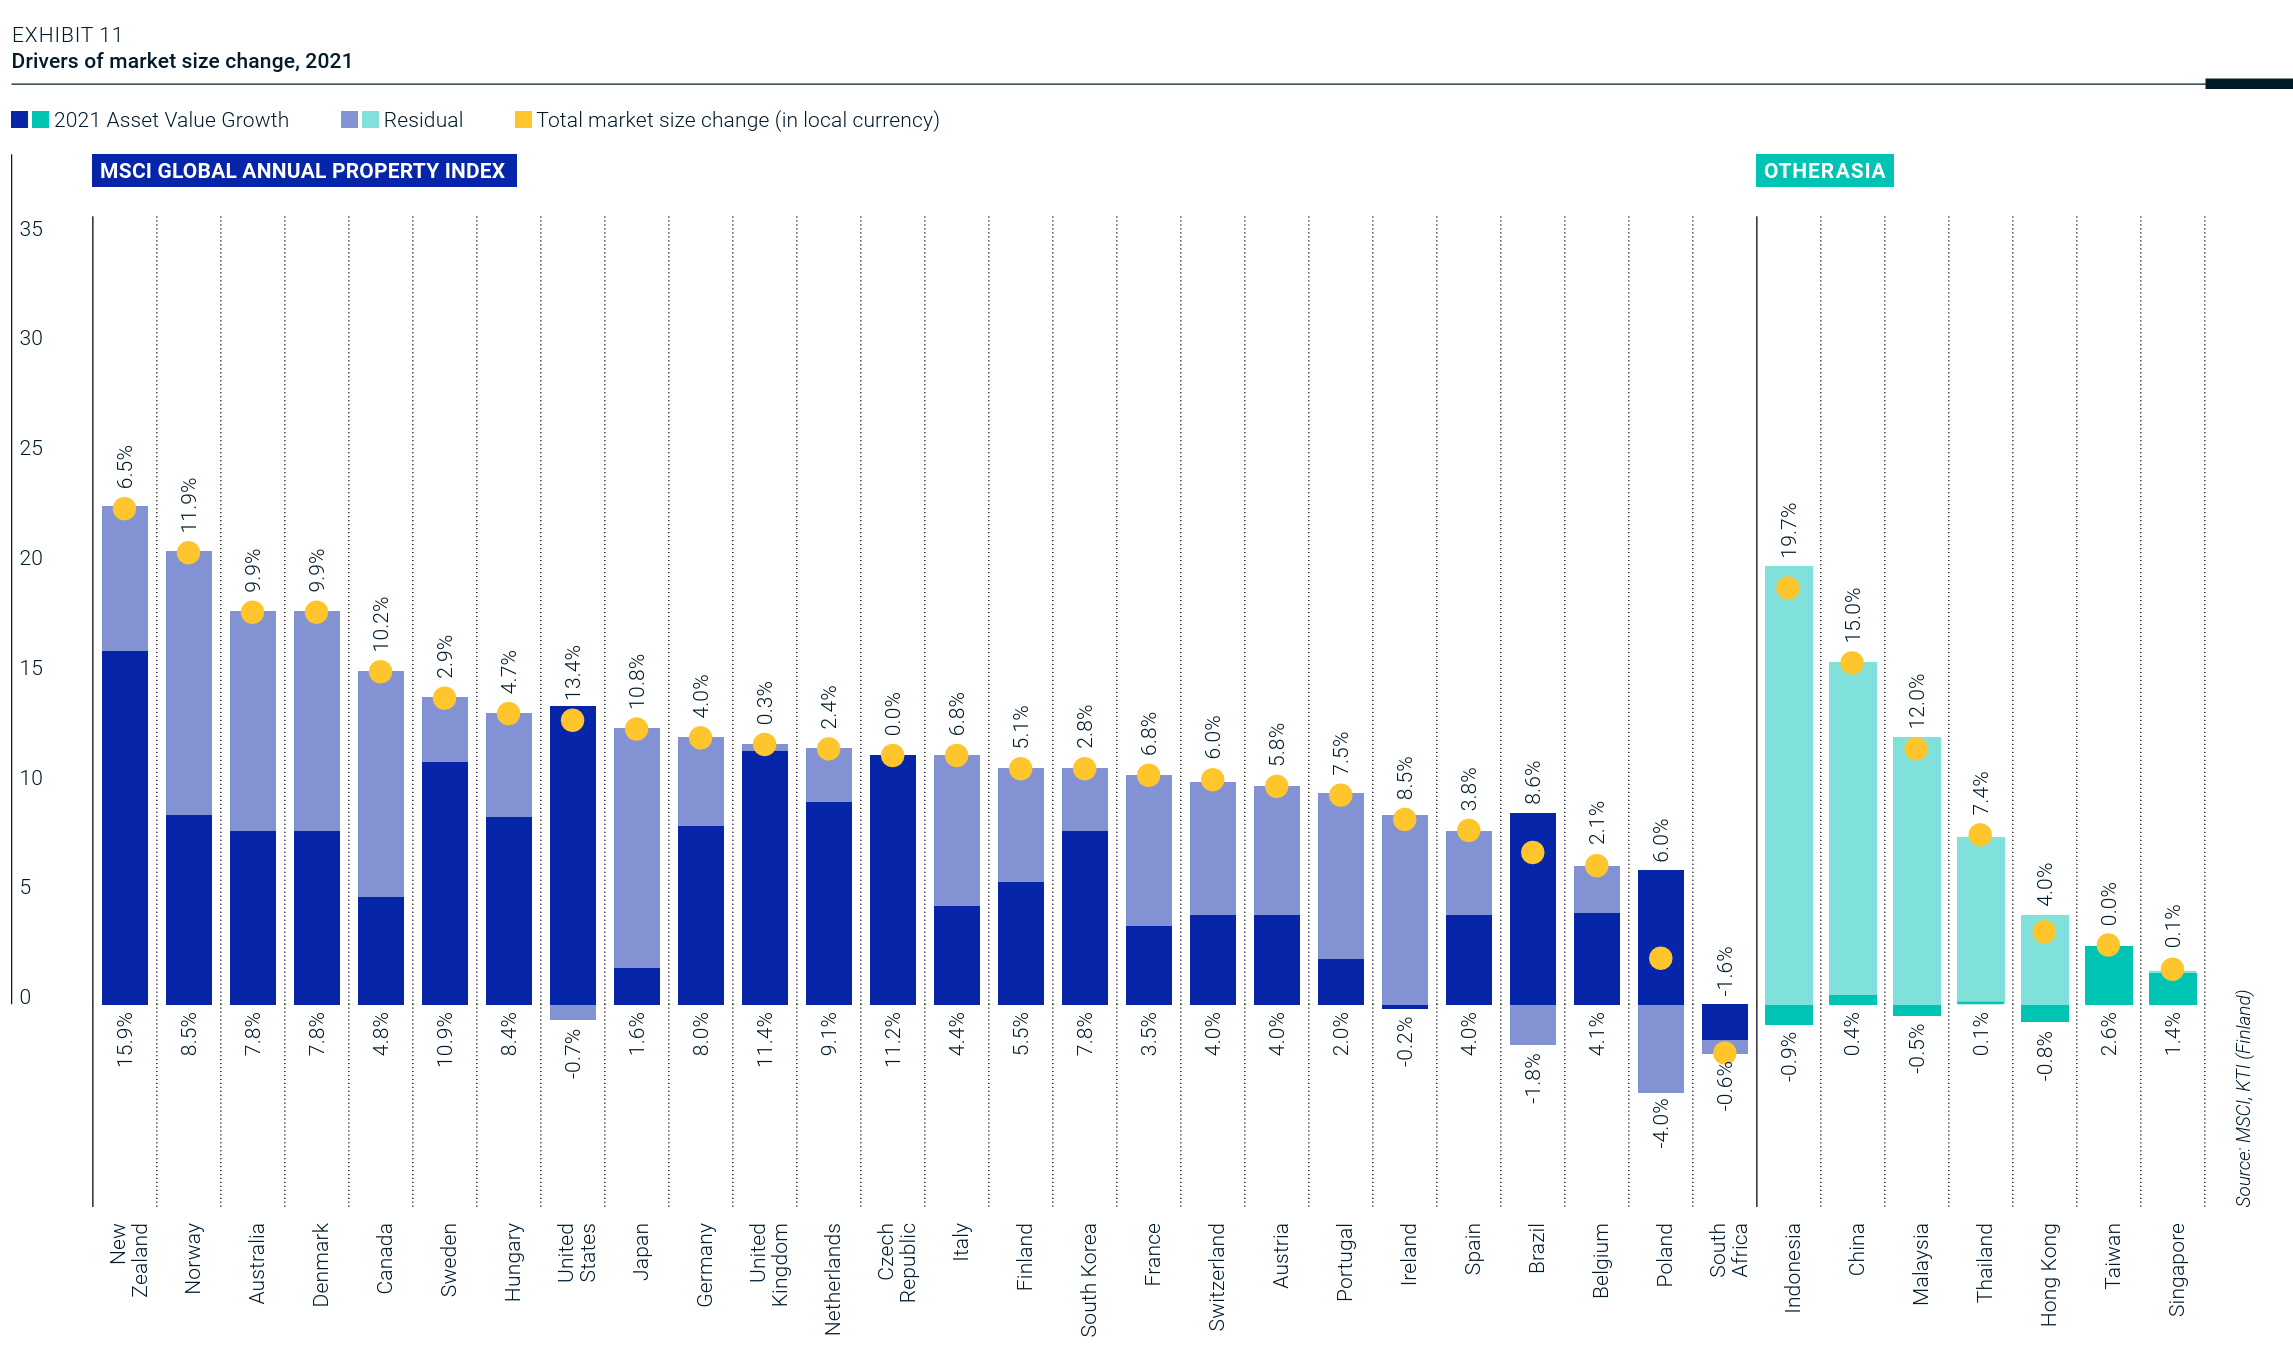 EXHIBIT 11
Drivers of market size change, 2021
2021 Asset Value Growth
Residual
Total market size change (in local currency)
MSCI GLOBAL ANNUAL PROPERTY INDEX
OTHERASIA
35
30
25
20
15
10
5
0
6.5%
11.9%
9.9%
9.9%
10.2%
2.9%
4.7%
13.4%
10.8%
4.0%
0.3%
2.4%
0.0%
6.8%
5.1%
2.8%
6.8%
6.0%
5.8%
7.5%
8.5%
3.8%
8.6%
2.1%
6.0%
-1.6%
19.7%
15.0%
12.0%
7.4%
4.0%
0.0%
0.1%
15.9%
8.5%
7.8%
7.8%
4.8%
10.9%
8.4%
-0.7%
1.6%
8.0%
11.4%
9.1%
11.2%
4.4%
5.5%
7.8%
3.5%
4.0%
4.0%
2.0%
-0.2%
4.0%
-1.8%
4.1%
-4.0%
-0.6%
-0.9%
0.4%
-0.5%
0.1%
-0.8%
2.6%
1.4%
New
Zealand
Norway
Australia
Denmark
Canada
Sweden
Hungary
United
States
Japan
Germany
United
Kingdom
Netherlands
Czech
Republic
Italy
Finland
South Korea
France
Switzerland
Austria
Portugal
Ireland
Spain
Brazil
Belgium
Poland
South
Africa
Indonesia
China
Malaysia
Thailand
Hong Kong
Taiwan
Singapore
Source: MSCI, KTI (Finland)